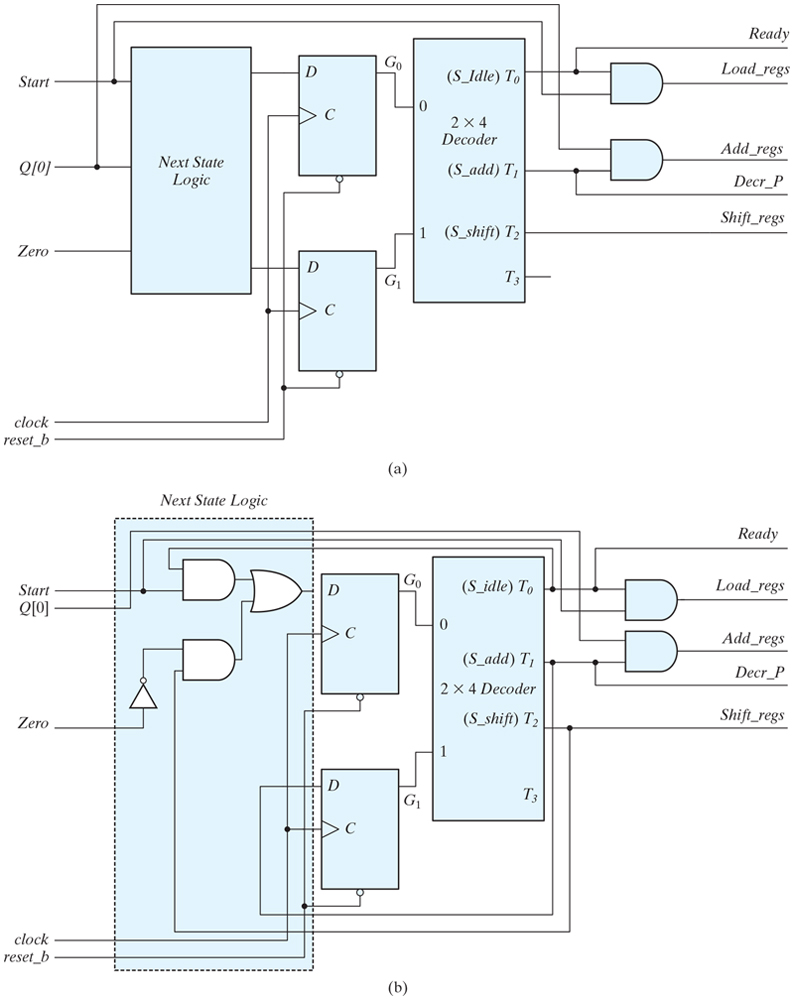 Ready
G0
(S_Idle) T0
Load_regs
Start
D
0
C
2 × 4
Decoder
Add_regs
Q[0]
Next State
Logic
(S_add) T1
Decr_P
Shift_regs
1
(S_shift) T2
Zero
D
G1
T3
C
clock
reset_b
(a)
Next State Logic
Ready
G0
Start
D
(S_idle) T0
Load_regs
Q[0]
0
C
Add_regs
(S_add) T1
Decr_P
2 × 4 Decoder
Zero
(S_shift) T2
Shift_regs
1
D
G1
T3
C
clock
reset_b
(b)